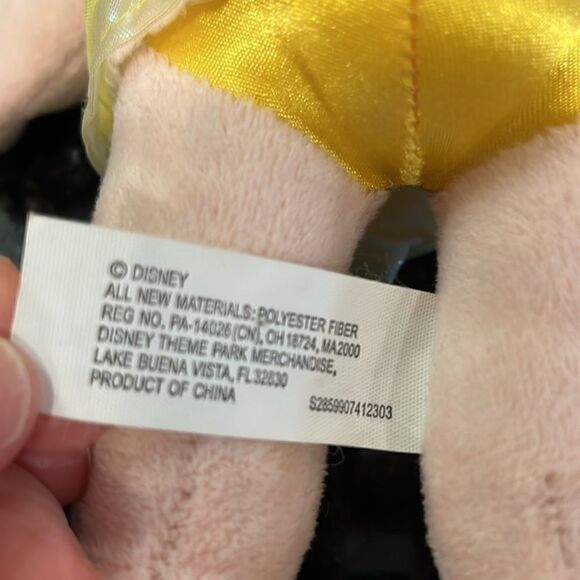 © DISNEY
ALL NEW MATERIALS: POLYESTER FIBER
REG NO. PA-14026 (CN), OH 18724, MA2000
DISNEY THEME PARK MERCHANDISE,
LAKE BUENA VISTA, FL 32830
PRODUCT OF CHINA
S2859907412303